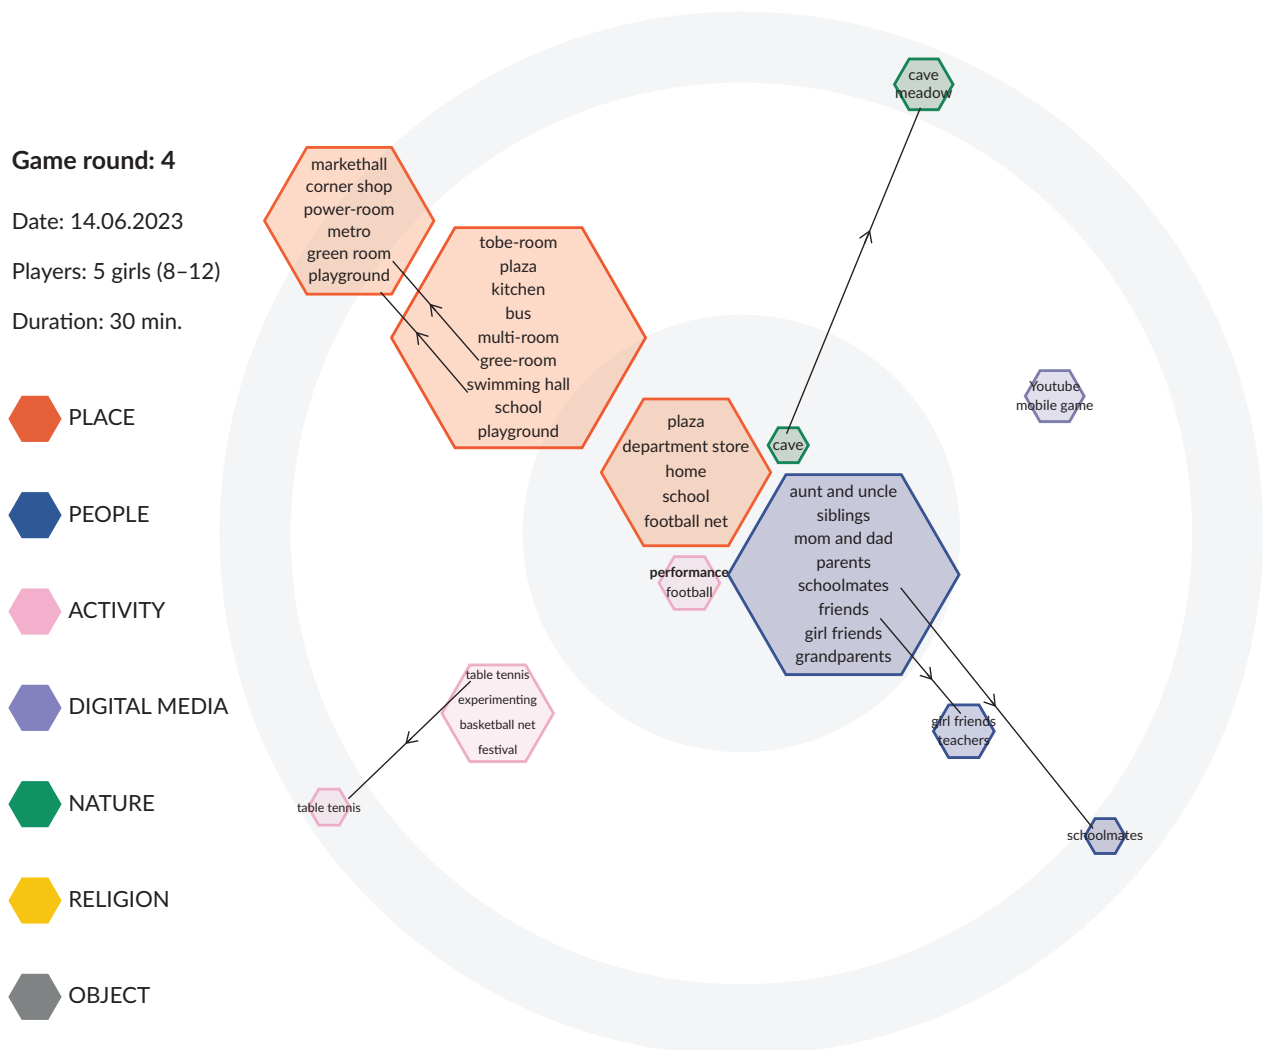 Game round: 4
Date: 14.06.2023
Players: 5 girls (8–12)
Duration: 30 min.
PLACE
PEOPLE
ACTIVITY
DIGITAL MEDIA
NATURE
RELIGION
OBJECT
markethall
corner shop
power-room
metro
green room
playground
tobe-room
plaza
kitchen
bus
multi-room
gree-room
swimming hall
school
playground
plaza
department store
home
school
football net
cave
meadow
cave
Youtube
mobile game
aunt and uncle
siblings
mom and dad
parents
schoolmates
friends
girl friends
grandparents
performance
football
table tennis
experimenting
basketball net
festival
table tennis
girl friends
teachers
schoolmates